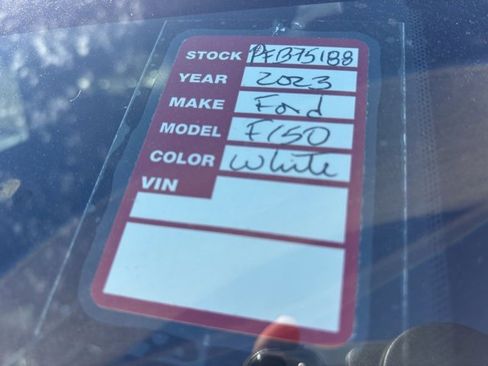 STOCK PFB75188
YEAR 2023
MAKE Ford
MODEL F150
COLOR White
VIN